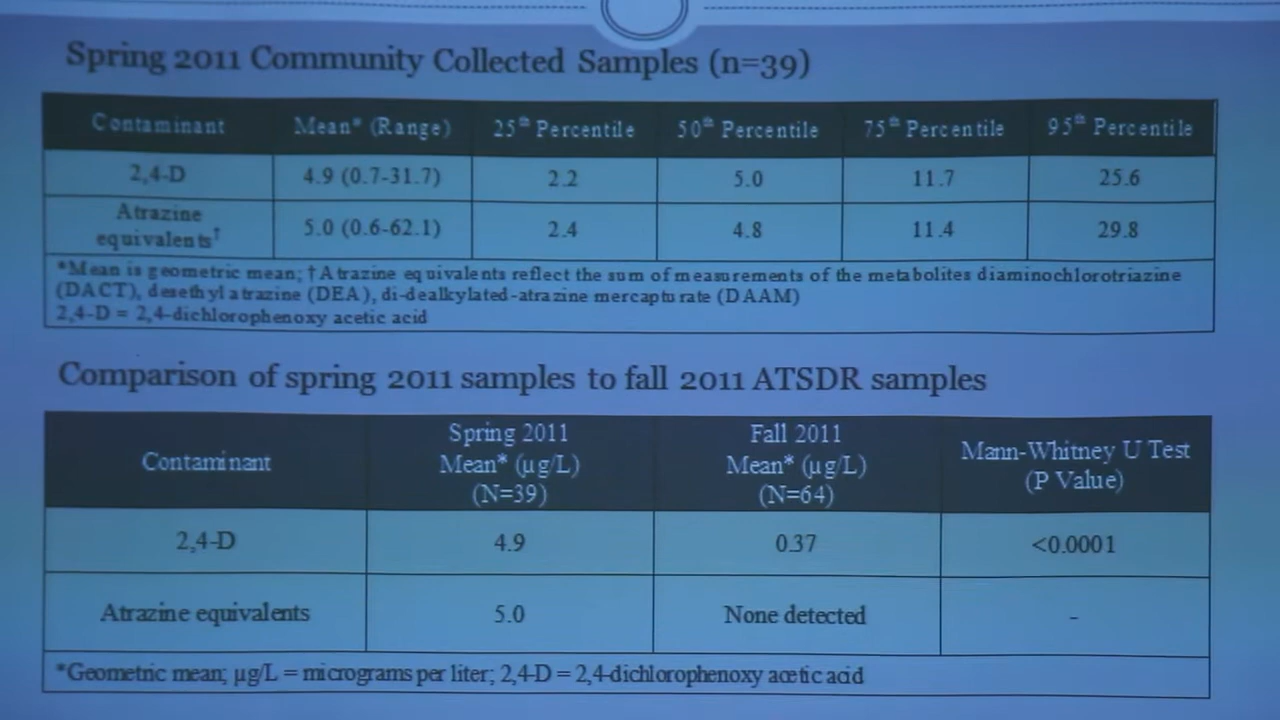 Spring 2011 Community Collected Samples (n=39)
Contaminant Mean* (Range) 25th Percentile 50th Percentile 75th Percentile 95th Percentile
2,4-D 4.9 (0.7-31.7) 2.2 5.0 11.7 25.6
Atrazine equivalents† 5.0 (0.6-62.1) 2.4 4.8 11.4 29.8
*Mean is geometric mean; †Atrazine equivalents reflect the sum of measurements of the metabolites diaminochlorotriazine
(DACT), desethylatrazine (DEA), di-dealkylated-atrazine mercapturate (DAAM)
2,4-D = 2,4-dichlorophenoxy acetic acid
Comparison of spring 2011 samples to fall 2011 ATSDR samples
Contaminant Spring 2011 Mean* (µg/L) (N=39) Fall 2011 Mean* (µg/L) (N=64) Mann-Whitney U Test (P Value)
2,4-D 4.9 0.37 <0.0001
Atrazine equivalents 5.0 None detected -
*Geometric mean; µg/L = micrograms per liter; 2,4-D = 2,4-dichlorophenoxy acetic acid